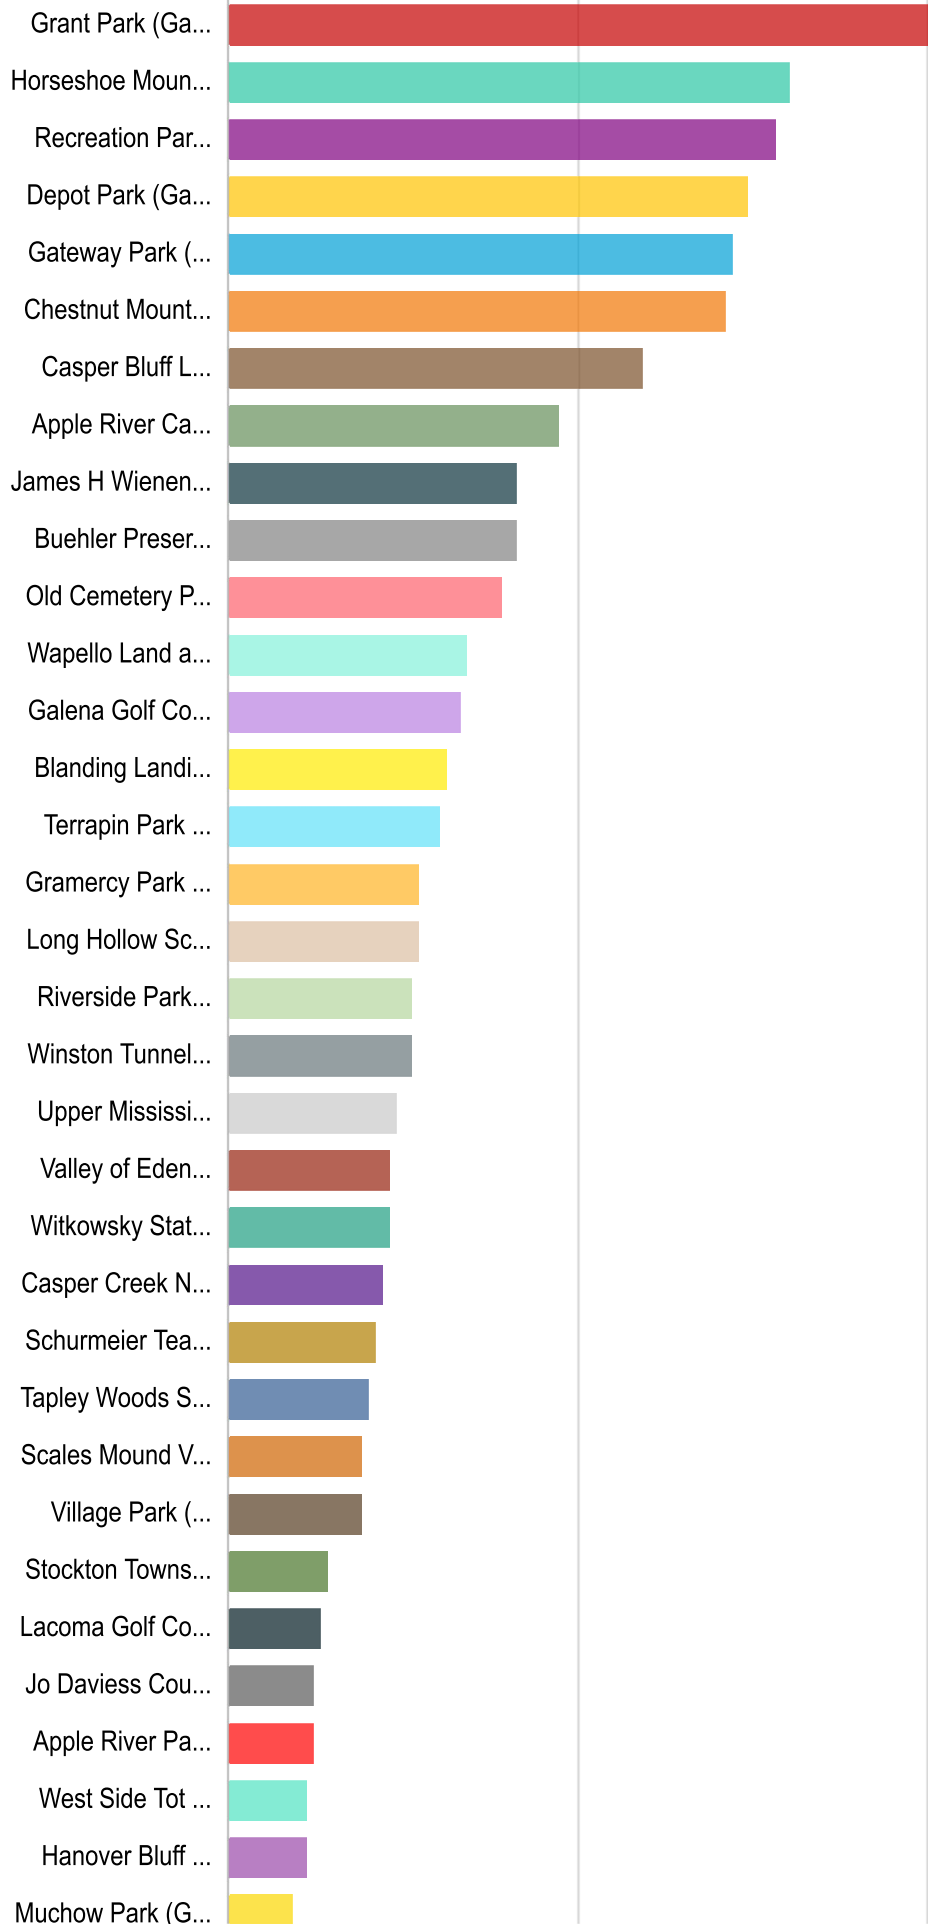 Grant Park (Ga...
Horseshoe Moun...
Recreation Par...
Depot Park (Ga...
Gateway Park (...
Chestnut Mount...
Casper Bluff L...
Apple River Ca...
James H Wienen...
Buehler Preser...
Old Cemetery P...
Wapello Land a...
Galena Golf Co...
Blanding Landi...
Terrapin Park ...
Gramercy Park ...
Long Hollow Sc...
Riverside Park...
Winston Tunnel...
Upper Mississi...
Valley of Eden...
Witkowsky Stat...
Casper Creek N...
Schurmeier Tea...
Tapley Woods S...
Scales Mound V...
Village Park (...
Stockton Towns...
Lacoma Golf Co...
Jo Daviess Cou...
Apple River Pa...
West Side Tot ...
Hanover Bluff ...
Muchow Park (G...